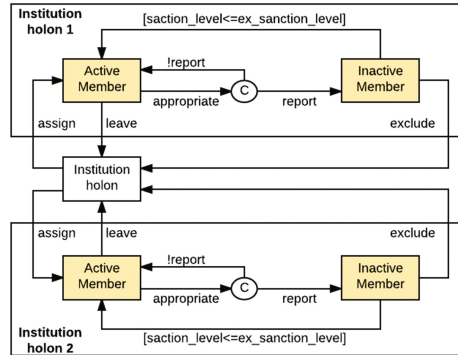 Institution
holon 1
[saction_level<=ex_sanction_level]
!report
Active
Member
C
Inactive
Member
appropriate
report
assign
leave
exclude
Institution
holon
assign
leave
exclude
!report
Active
Member
C
Inactive
Member
appropriate
report
Institution
holon 2
[saction_level<=ex_sanction_level]